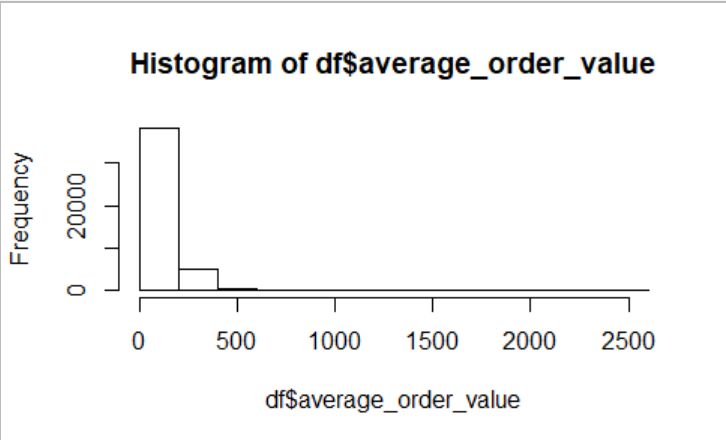 Histogram of df$average_order_value
Frequency
20000
0
0 500 1000 1500 2000 2500
df$average_order_value